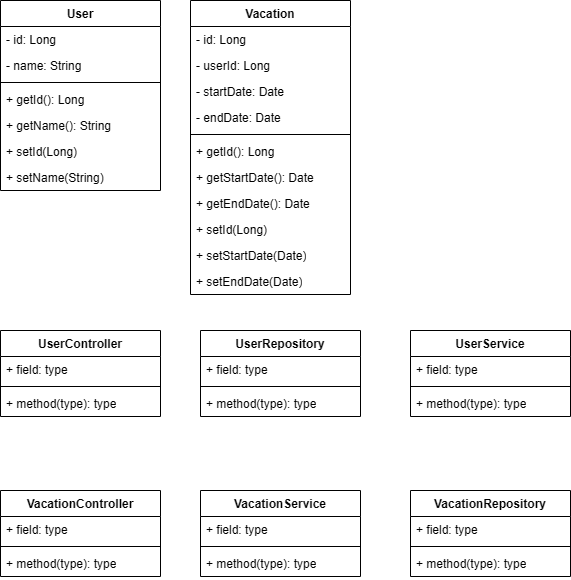 User
- id: Long
- name: String
+ getId(): Long
+ getName(): String
+ setId(Long)
+ setName(String)
Vacation
- id: Long
- userId: Long
- startDate: Date
- endDate: Date
+ getId(): Long
+ getStartDate(): Date
+ getEndDate(): Date
+ setId(Long)
+ setStartDate(Date)
+ setEndDate(Date)
UserController
+ field: type
+ method(type): type
UserRepository
+ field: type
+ method(type): type
UserService
+ field: type
+ method(type): type
VacationController
+ field: type
+ method(type): type
VacationService
+ field: type
+ method(type): type
VacationRepository
+ field: type
+ method(type): type